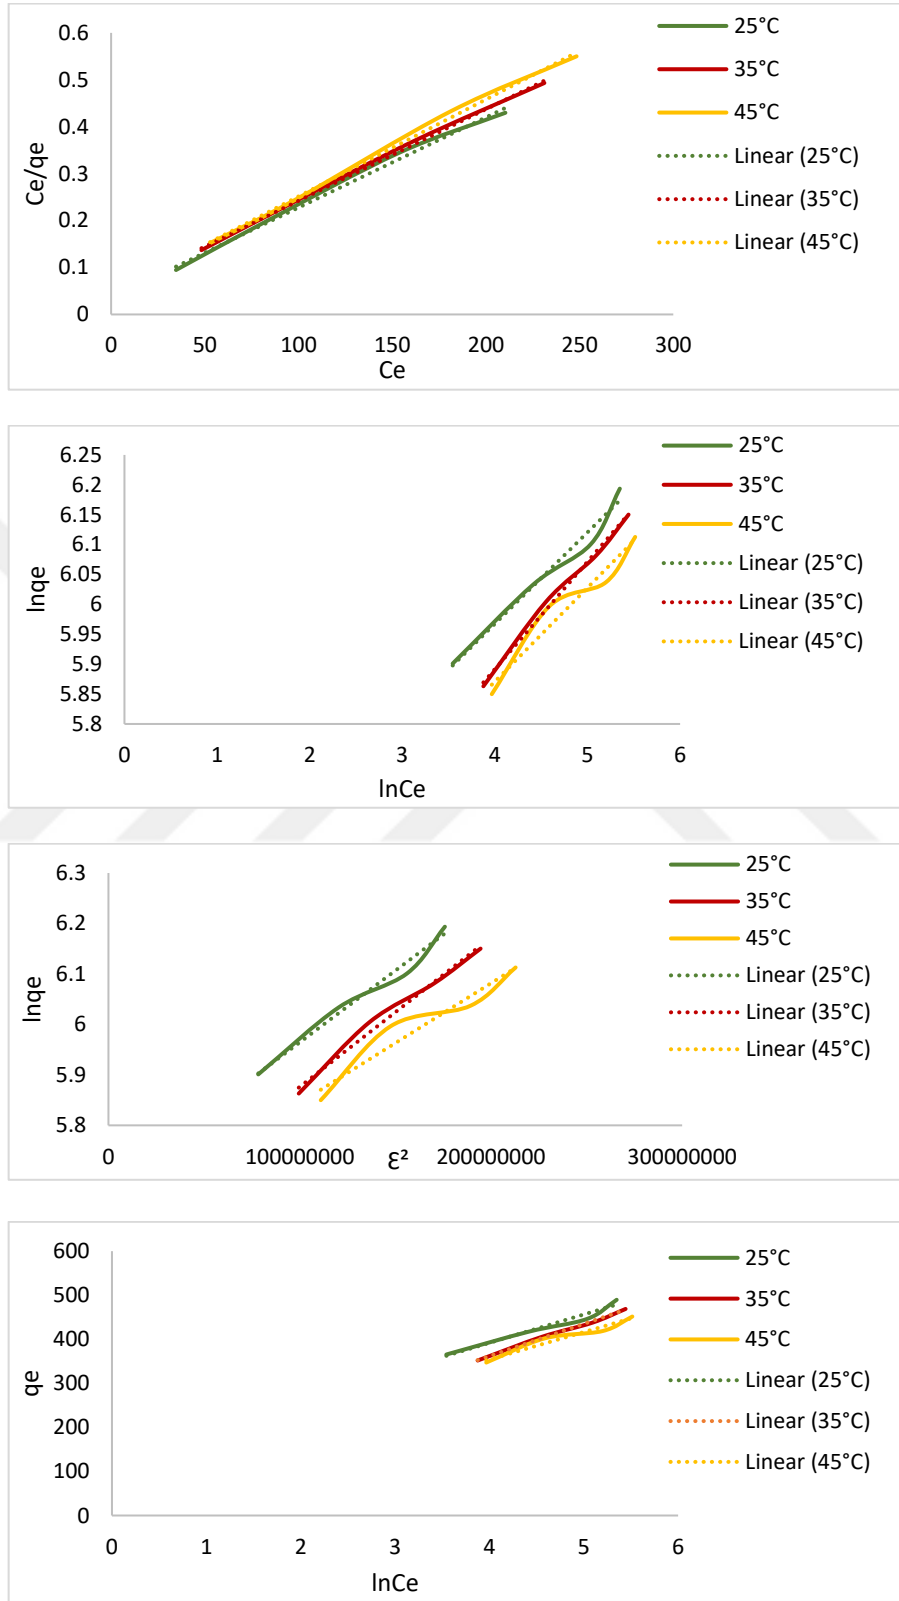 0.6
0.5
0.4
0.3
0.2
0.1
0
Ce/qe
0 50 100 150 200 250 300
Ce
25°C
35°C
45°C
Linear (25°C)
Linear (35°C)
Linear (45°C)
6.25
6.2
6.15
6.1
6.05
6
5.95
5.9
5.85
5.8
lnqe
0 1 2 3 4 5 6
lnCe
25°C
35°C
45°C
Linear (25°C)
Linear (35°C)
Linear (45°C)
6.3
6.2
6.1
6
5.9
5.8
lnqe
0 100000000 200000000 300000000
Ɛ²
25°C
35°C
45°C
Linear (25°C)
Linear (35°C)
Linear (45°C)
600
500
400
300
200
100
0
qe
0 1 2 3 4 5 6
lnCe
25°C
35°C
45°C
Linear (25°C)
Linear (35°C)
Linear (45°C)